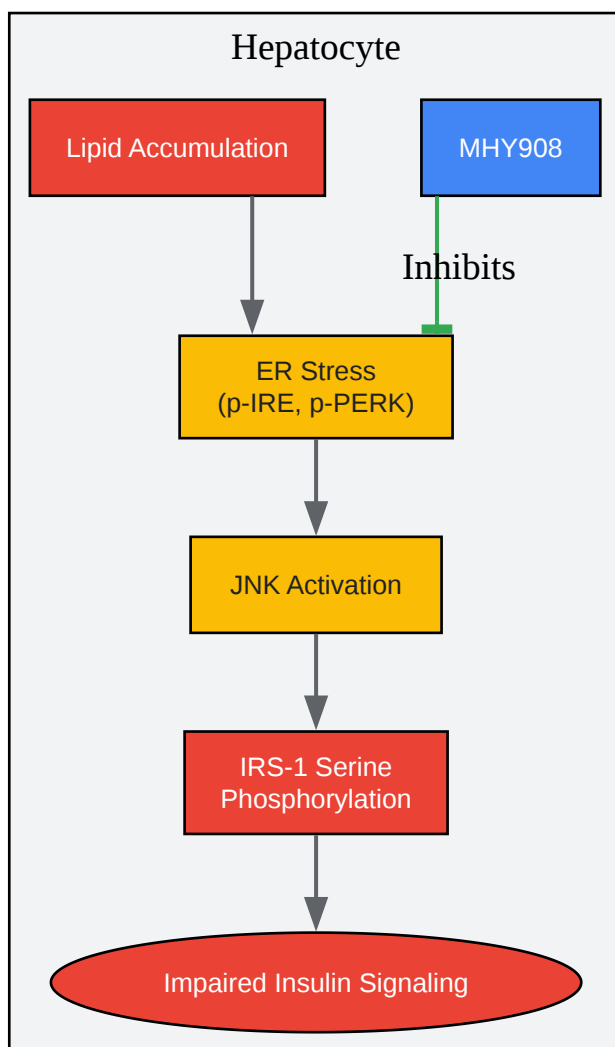 Hepatocyte
Lipid Accumulation
MHY908
Inhibits
ER Stress
(p-IRE, p-PERK)
JNK Activation
IRS-1 Serine
Phosphorylation
Impaired Insulin Signaling